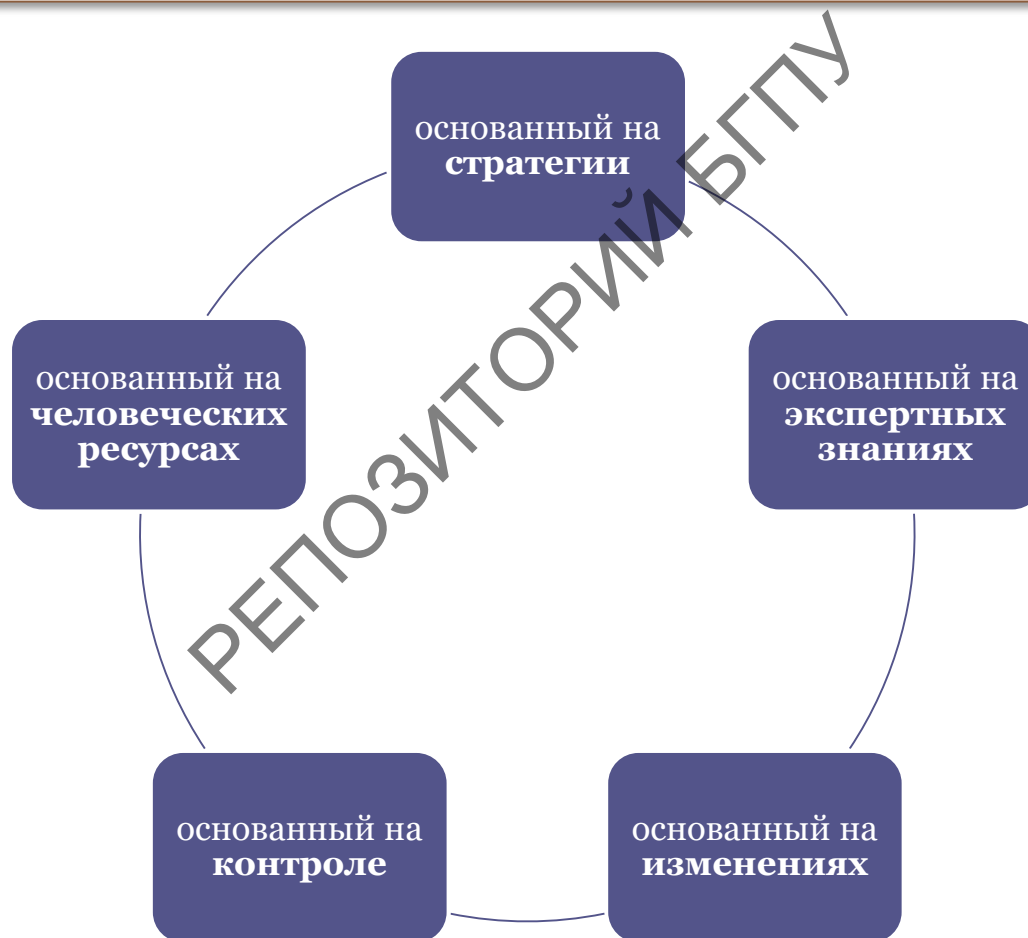 основанный на
стратегии
основанный на
экспертных
знаниях
основанный на
изменениях
основанный на
контроле
основанный на
человеческих
ресурсах
РЕПОЗИТОРИЙ БГПУ